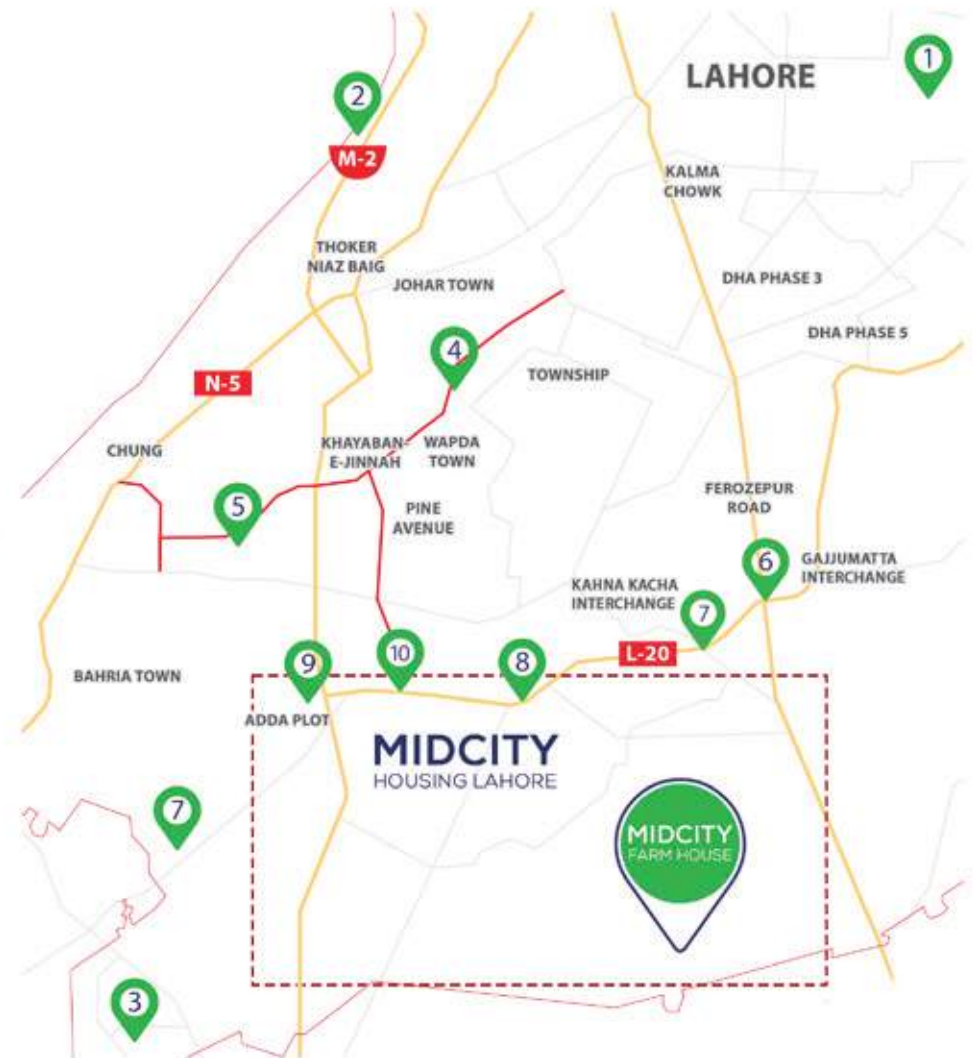 1
LAHORE
2
M-2
KALMA
CHOWK
THOKER
NIAZ BAIG
JOHAR TOWN
DHA PHASE 3
DHA PHASE 5
4
TOWNSHIP
N-5
CHUNG
KHAYABAN-
E-JINNAH
WAPDA
TOWN
5
PINE
AVENUE
FEROZEPUR
ROAD
6
GAJJUMATTA
INTERCHANGE
KAHNA KACHA
INTERCHANGE
7
L-20
8
10
9
BAHRIA TOWN
ADDA PLOT
MIDCITY
HOUSING LAHORE
7
MIDCITY
FARM HOUSE
3